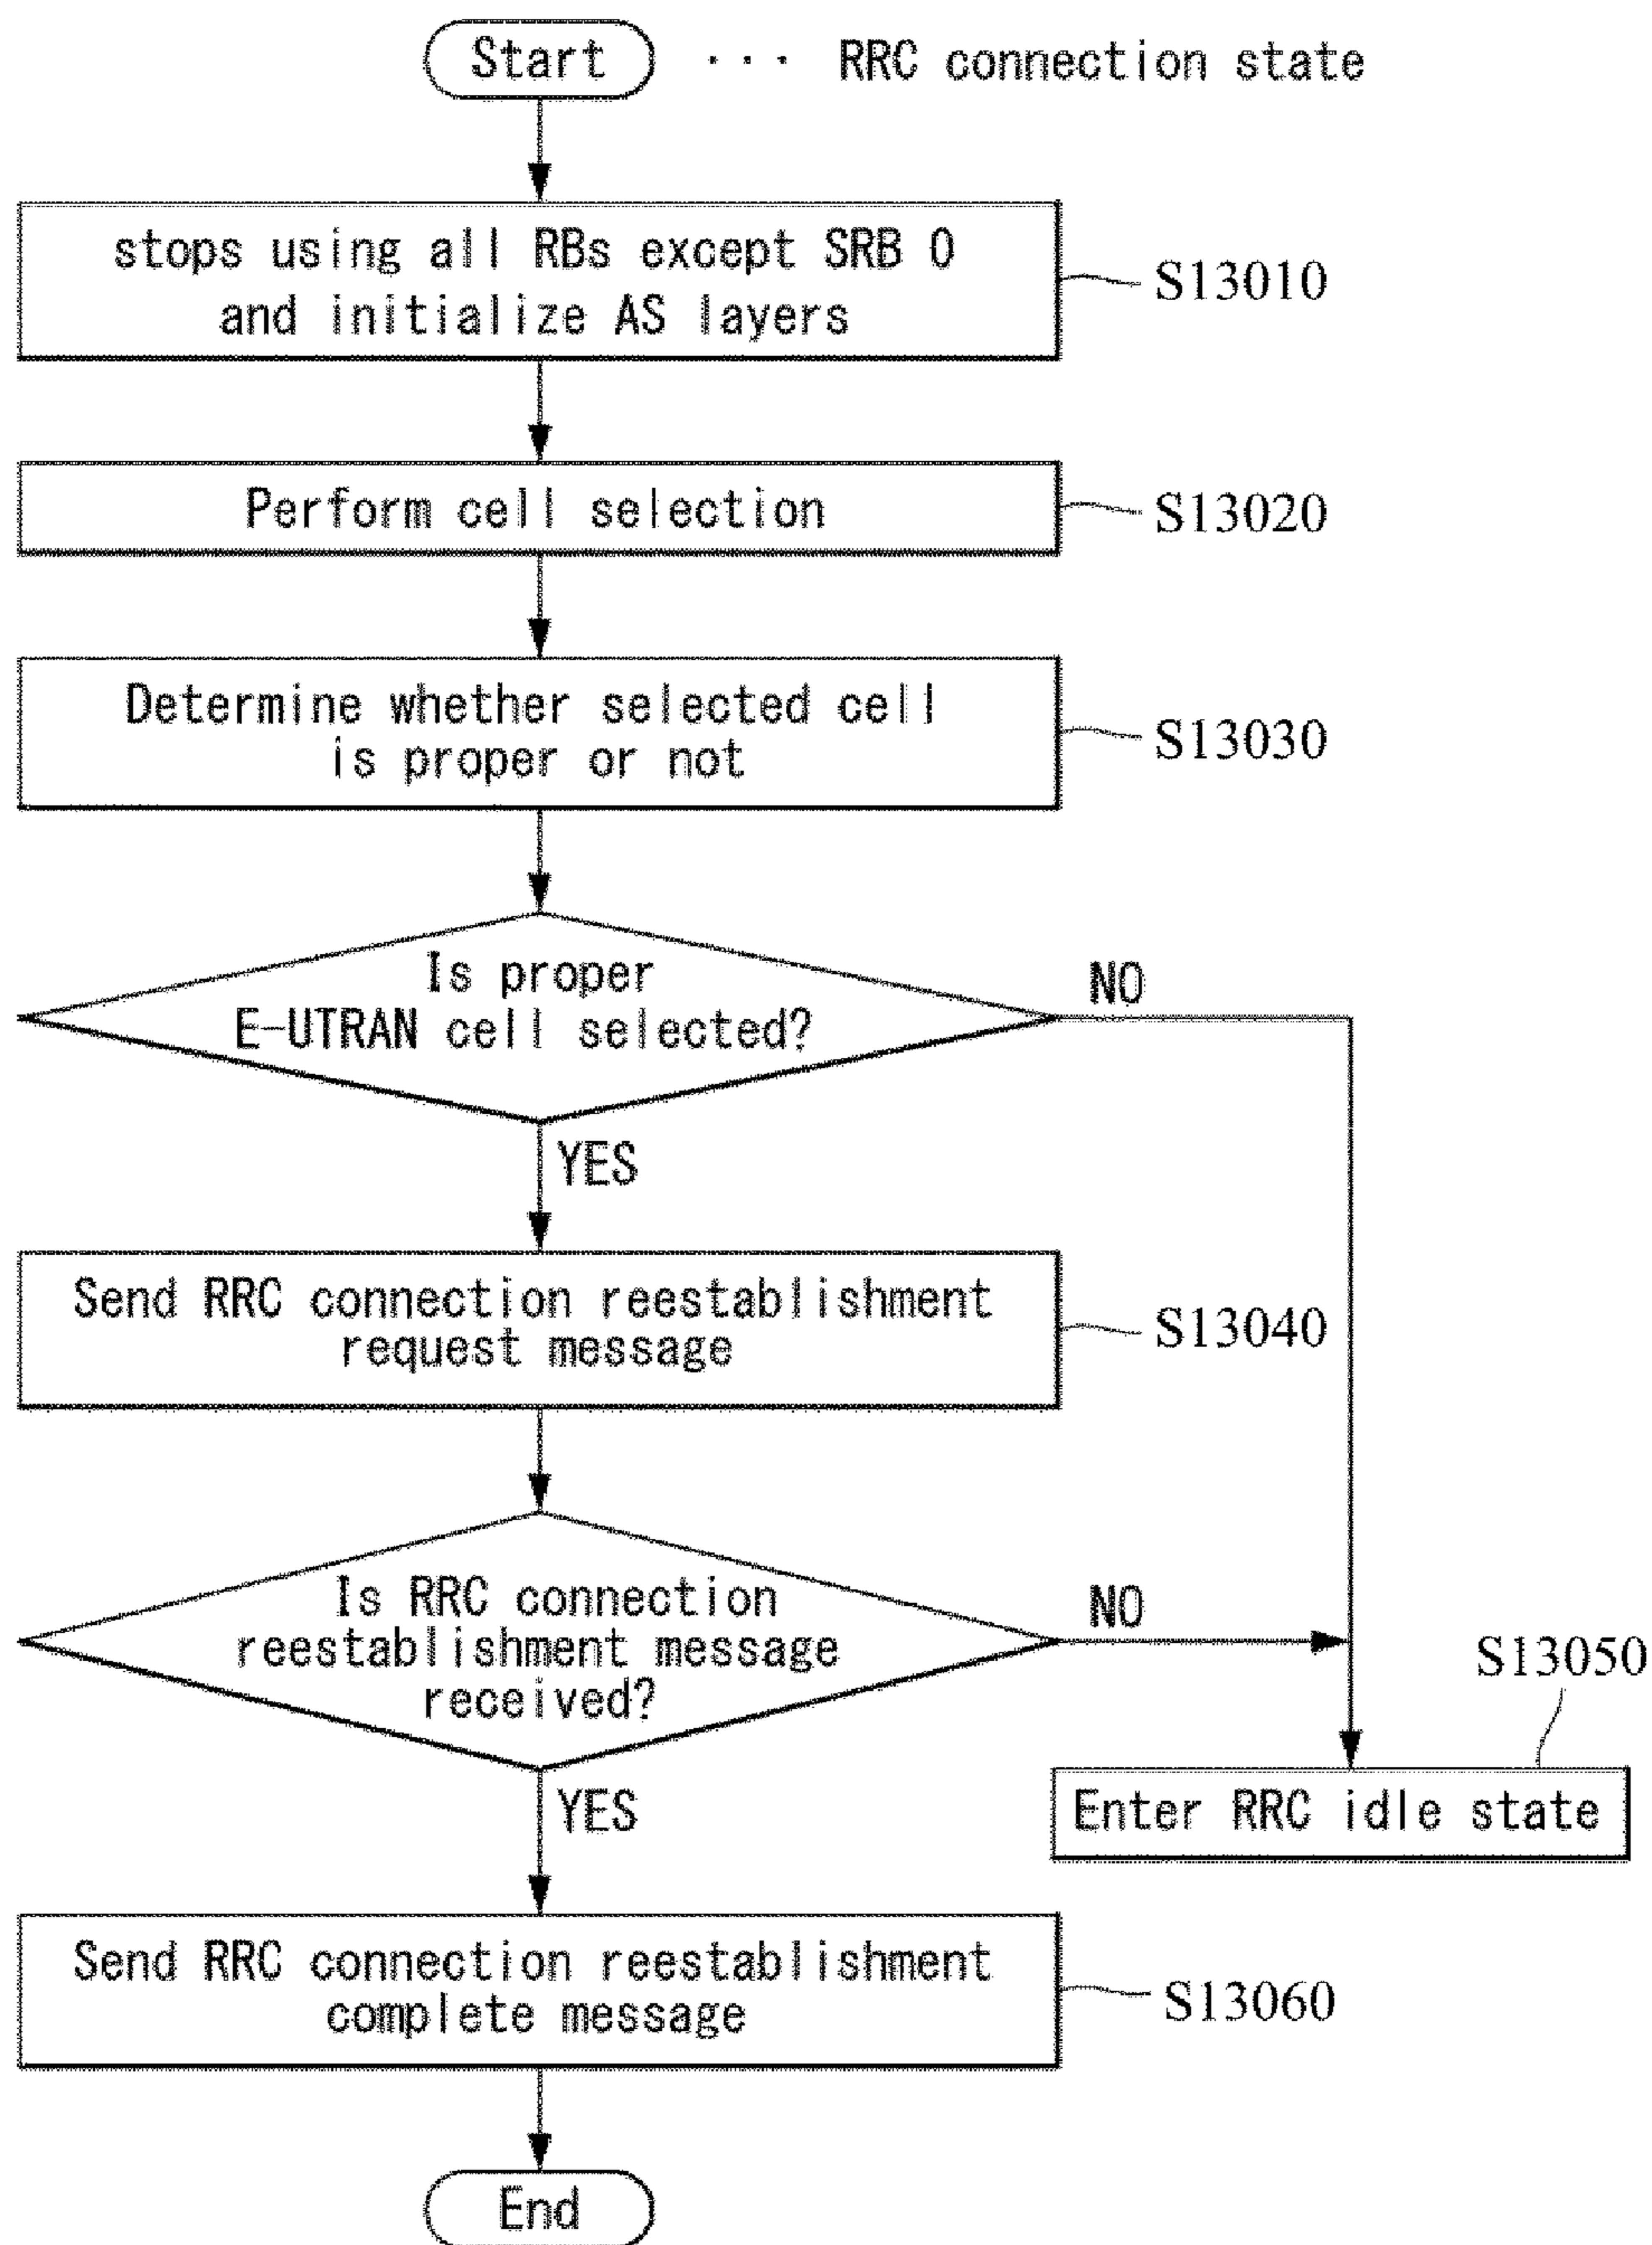 Start ··· RRC connection state
stops using all RBs except SRB 0
and initialize AS layers
S13010
Perform cell selection
S13020
Determine whether selected cell
is proper or not
S13030
Is proper
E-UTRAN cell selected?
NO
YES
Send RRC connection reestablishment
request message
S13040
Is RRC connection
reestablishment message
received?
NO
S13050
YES
Enter RRC idle state
Send RRC connection reestablishment
complete message
S13060
End